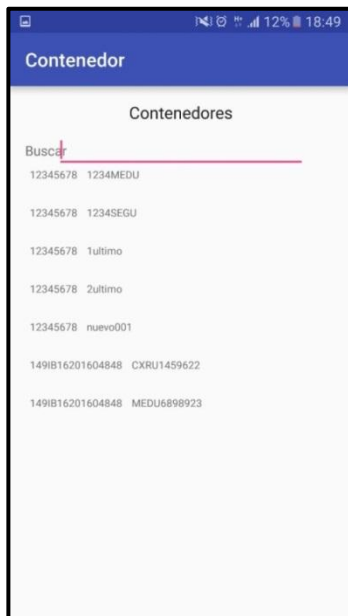 12% 18:49
Contenedor
Contenedores
Buscar
12345678 1234MEDU
12345678 1234SEGU
12345678 1ultimo
12345678 2ultimo
12345678 nuevo001
149IB16201604848 CXRU1459622
149IB16201604848 MEDU6898923